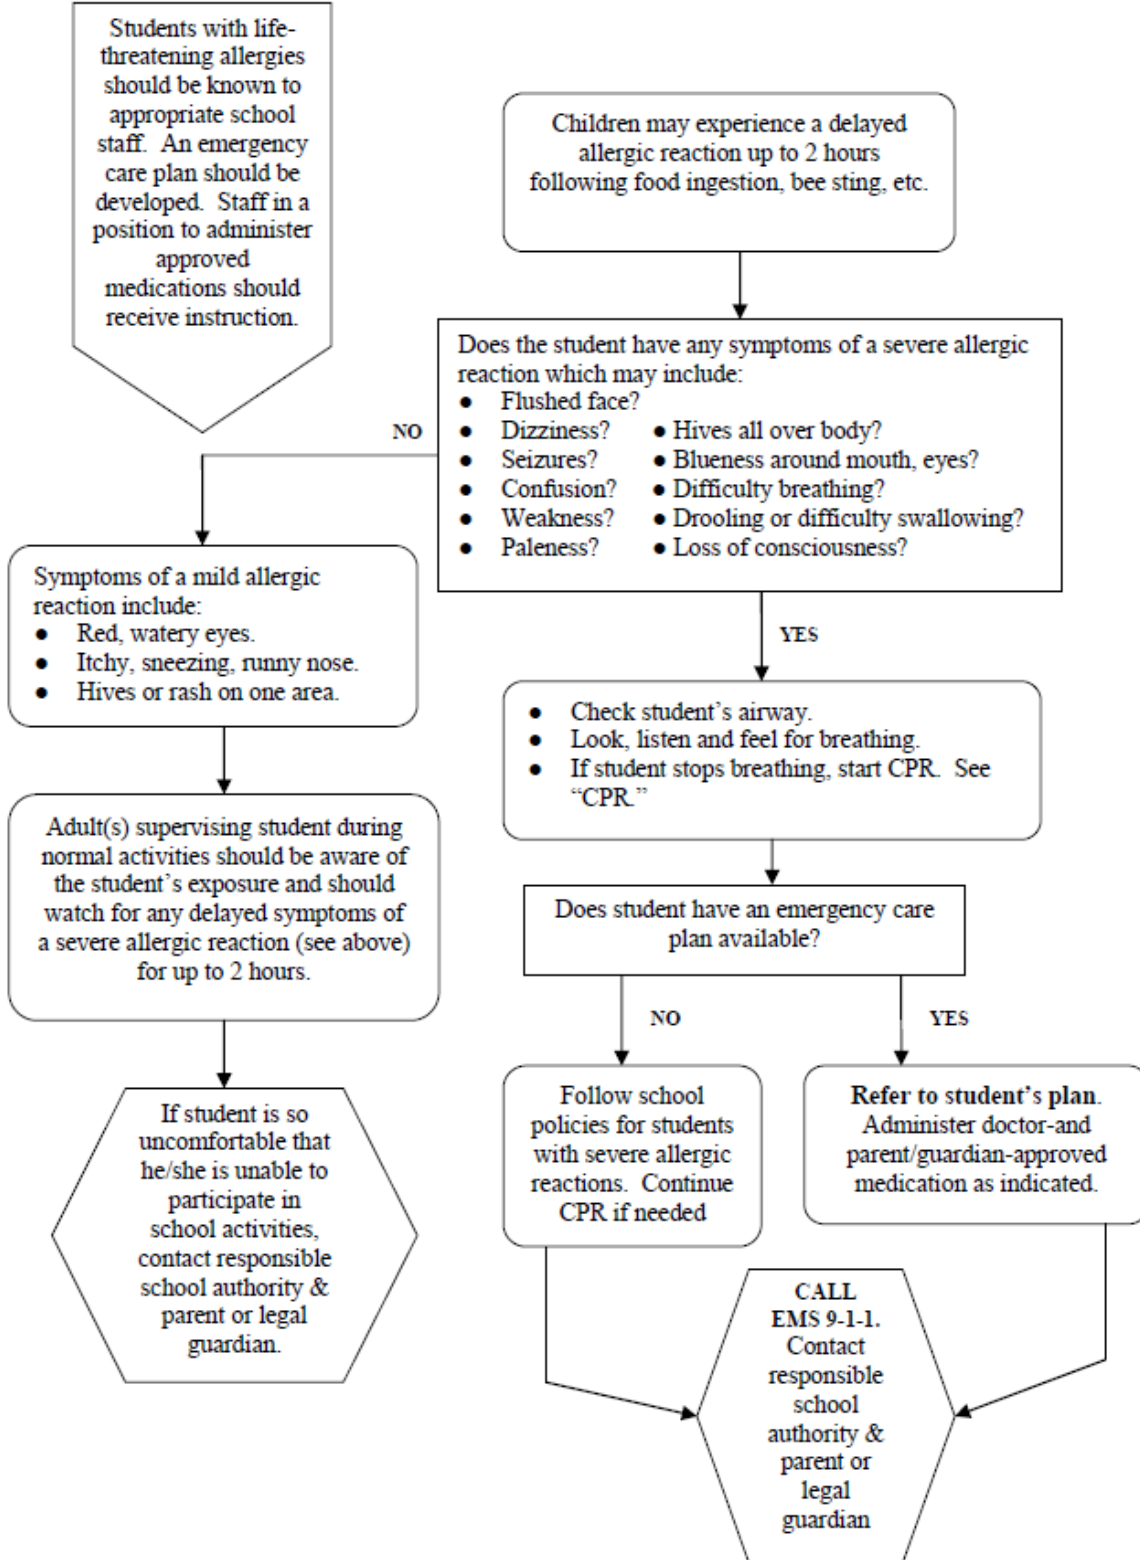 Students with life-
threatening allergies
should be known to
appropriate school
staff. An emergency
care plan should be
developed. Staff in a
position to administer
approved
medications should
receive instruction.
Children may experience a delayed
allergic reaction up to 2 hours
following food ingestion, bee sting, etc.
Does the student have any symptoms of a severe allergic
reaction which may include:
● Flushed face?
● Dizziness? ● Hives all over body?
● Seizures? ● Blueness around mouth, eyes?
● Confusion? ● Difficulty breathing?
● Weakness? ● Drooling or difficulty swallowing?
● Paleness? ● Loss of consciousness?
NO
Symptoms of a mild allergic
reaction include:
● Red, watery eyes.
● Itchy, sneezing, runny nose.
● Hives or rash on one area.
YES
● Check student’s airway.
● Look, listen and feel for breathing.
● If student stops breathing, start CPR. See
“CPR.”
Adult(s) supervising student during
normal activities should be aware of
the student’s exposure and should
watch for any delayed symptoms of
a severe allergic reaction (see above)
for up to 2 hours.
Does student have an emergency care
plan available?
NO
YES
If student is so
uncomfortable that
he/she is unable to
participate in
school activities,
contact responsible
school authority &
parent or legal
guardian.
Follow school
policies for students
with severe allergic
reactions. Continue
CPR if needed
Refer to student’s plan.
Administer doctor-and
parent/guardian-approved
medication as indicated.
CALL
EMS 9-1-1.
Contact
responsible
school
authority &
parent or
legal
guardian